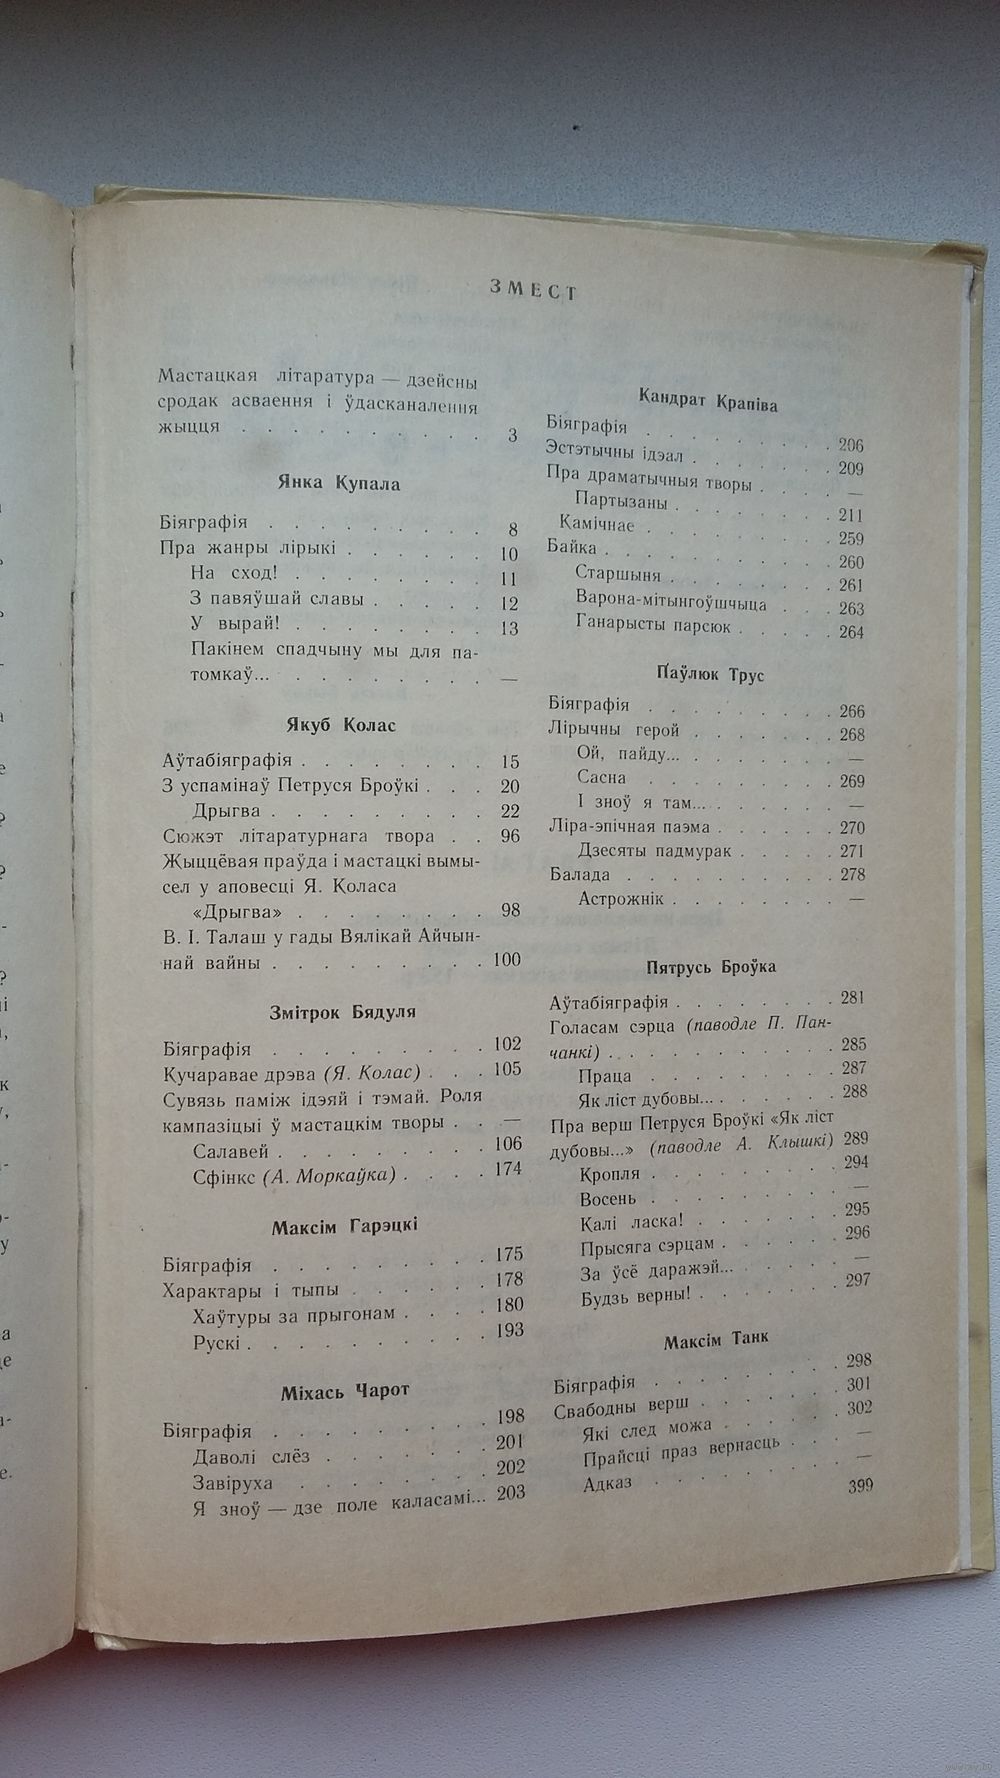 ЗМЕСТ
Мастацкая літаратура — дзейсны
сродак асваення і ўдасканалення
жыцця . . . . . . . . . . 3
Янка Купала
Біяграфія . . . . . . . . . 8
Пра жанры лірыкі . . . . . . 10
На сход! . . . . . . . . 11
З павяўшай славы . . . . . 12
У вырай! . . . . . . . . 13
Пакінем спадчыну мы для па-
томкаў... . . . . . . . . . —
Якуб Колас
Аўтабіяграфія . . . . . . . . 15
З успамінаў Петруся Броўкі . . . 20
Дрыгва . . . . . . . . . 22
Сюжэт літаратурнага твора . . 96
Жыццёвая праўда і мастацкі вымы-
сел у аповесці Я. Коласа
«Дрыгва» . . . . . . . . 98
В. І. Талаш у гады Вялікай Айчын-
най вайны . . . . . . . . . 100
Змітрок Бядуля
Біяграфія . . . . . . . . . 102
Кучаравае дрэва (Я. Колас) . . . 105
Сувязь паміж ідэяй і тэмай. Роля
кампазіцыі ў мастацкім творы . . —
Салавей . . . . . . . . . 106
Сфінкс (А. Моркаўка) . . . . 174
Максім Гарэцкі
Біяграфія . . . . . . . . . 175
Характары і тыпы . . . . . . 178
Хаўтуры за прыгонам . . . . 180
Рускі . . . . . . . . . . 193
Міхась Чарот
Біяграфія . . . . . . . . . 198
Даволі слёз . . . . . . . 201
Завіруха . . . . . . . . 202
Я зноў — дзе поле каласамі... 203
Кандрат Крапіва
Біяграфія . . . . . . . . . 206
Эстэтычны ідэал . . . . . . . 209
Пра драматычныя творы . . . . —
Партызаны . . . . . . . . 211
Камічнае . . . . . . . . . 259
Байка . . . . . . . . . . 260
Старшыня . . . . . . . . 261
Варона-мітынгоўшчыца . . . 263
Ганарысты парсюк . . . . . 264
Паўлюк Трус
Біяграфія . . . . . . . . . 266
Лірычны герой . . . . . . . 268
Ой, пайду... . . . . . . . . —
Сасна . . . . . . . . . 269
І зноў я там... . . . . . . . —
Ліра-эпічная паэма . . . . . . 270
Дзесяты падмурак . . . . . 271
Балада . . . . . . . . . . 278
Астрожнік . . . . . . . . —
Пятрусь Броўка
Аўтабіяграфія . . . . . . . . 281
Голасам сэрца (паводле П. Пан-
чанкі) . . . . . . . . . . . 285
Праца . . . . . . . . . 287
Як ліст дубовы... . . . . . . 288
Пра верш Петруся Броўкі «Як ліст
дубовы...» (паводле А. Клышкі) 289
Кропля . . . . . . . . . 294
Восень . . . . . . . . . —
Калі ласка! . . . . . . . 295
Прысяга сэрцам . . . . . . 296
За ўсё даражэй... . . . . . —
Будзь верны! . . . . . . . 297
Максім Танк
Біяграфія . . . . . . . . . 298
Свабодны верш . . . . . . . 301
Які след можа . . . . . . 302
Прайсці праз вернасць . . . —
Адказ . . . . . . . . . —
399